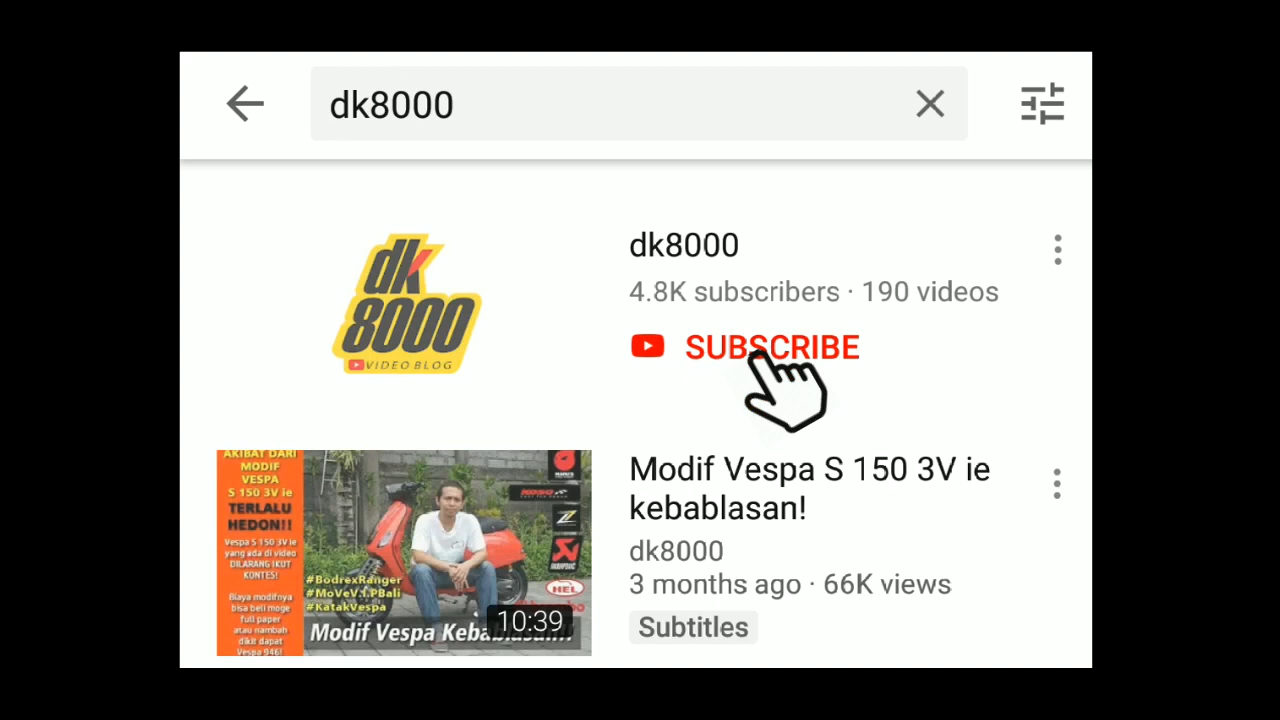 dk8000
dk
8000
VIDEO BLOG
dk8000
4.8K subscribers · 190 videos
SUBSCRIBE
AKIBAT DARI
MODIF
VESPA
S 150 3V ie
TERLALU
HEDON!!
Vespa S 150 3V ie
yang ada di video
DILARANG IKUT
KONTES!
Biaya modifnya
bisa beli moge
full paper
atau nambah
dikit dapat
Vespa 946!
#BodrexRanger
#MoVeV.I.PBali
#KatakVespa
HEL
10:39
Modif Vespa S 150 3V ie
kebablasan!
dk8000
3 months ago · 66K views
Subtitles